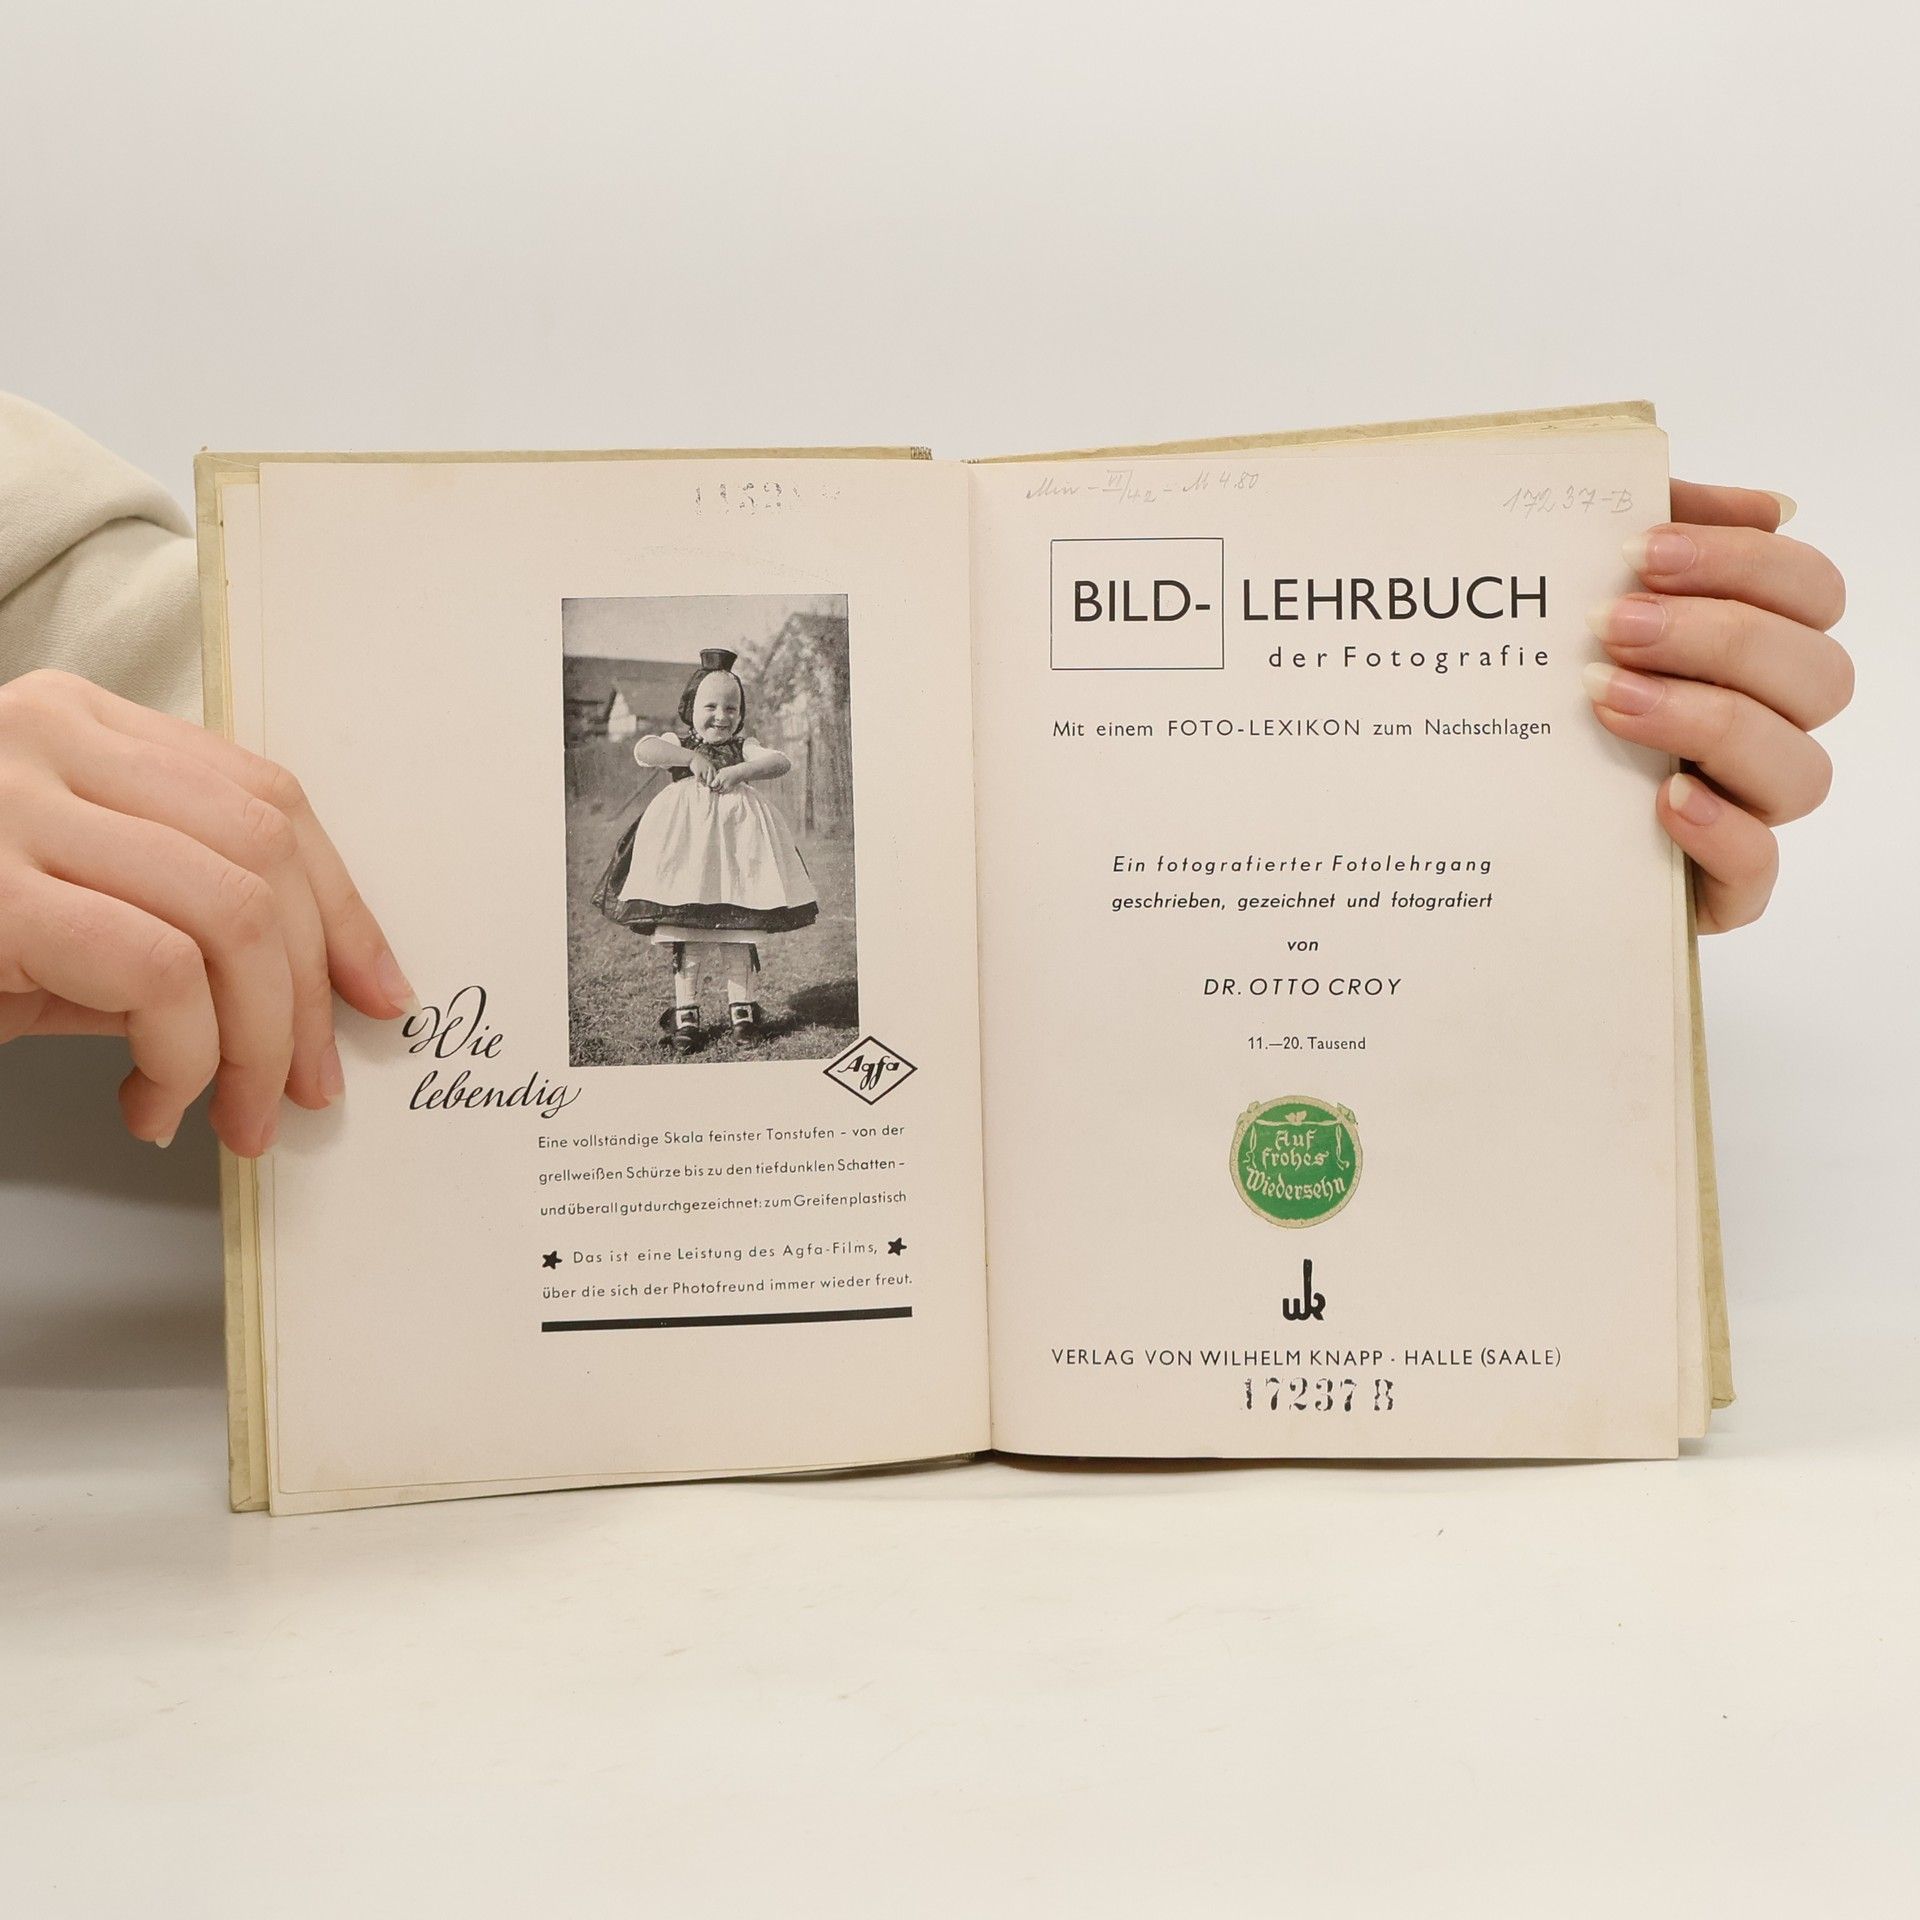 Wie
lebendig
Agfa
Eine vollständige Skala feinster Tonstufen – von der
grellweißen Schürze bis zu den tiefdunklen Schatten –
und überall gut durchgezeichnet: zum Greifen plastisch
Das ist eine Leistung des Agfa-Films,
über die sich der Photofreund immer wieder freut.
M 4.80
17237-B
BILD-LEHRBUCH
der Fotografie
Mit einem FOTO-LEXIKON zum Nachschlagen
Ein fotografierter Fotolehrgang
geschrieben, gezeichnet und fotografiert
von
DR. OTTO CROY
11.—20. Tausend
Auf
frohes
Wiedersehn
wk
VERLAG VON WILHELM KNAPP · HALLE (SAALE)
17237 B